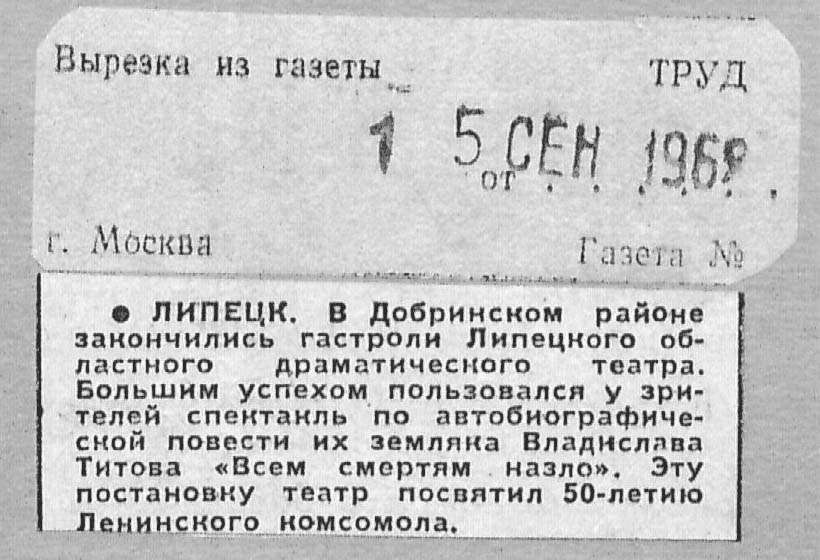 Вырезка из газеты ТРУД
1 5 СЕН 1968
от . . . . .
г. Москва Газета №
● ЛИПЕЦК. В Добринском районе
закончились гастроли Липецкого об-
ластного драматического театра.
Большим успехом пользовался у зри-
телей спектакль по автобиографиче-
ской повести их земляка Владислава
Титова «Всем смертям назло». Эту
постановку театр посвятил 50-летию
Ленинского комсомола.